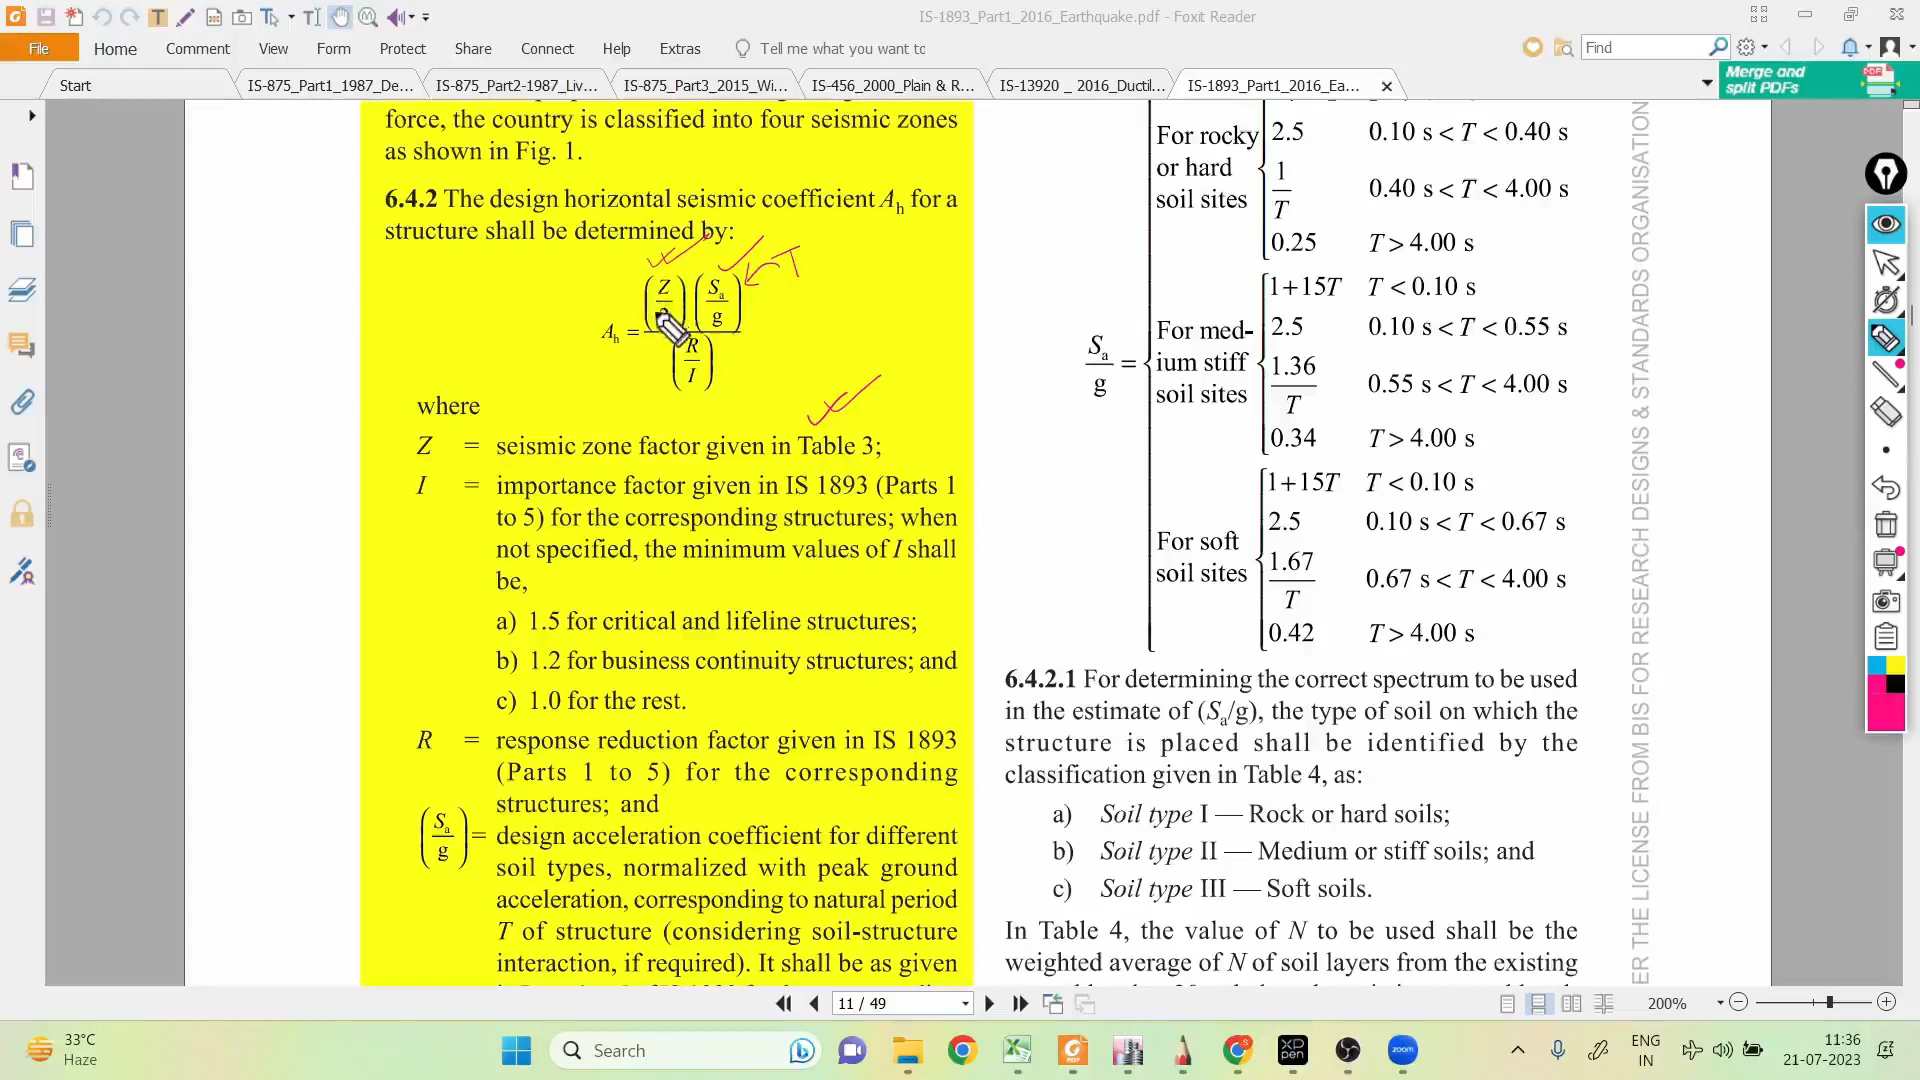 IS-1893_Part1_2016_Earthquake.pdf - Foxit Reader
File Home Comment View Form Protect Share Connect Help Extras Tell me what you want to Find
Start IS-875_Part1_1987_De... IS-875_Part2-1987_Liv... IS-875_Part3_2015_Wi... IS-456_2000_Plain & R... IS-13920 _ 2016_Ductil... IS-1893_Part1_2016_Ea...
Merge and
split PDFs
force, the country is classified into four seismic zones
as shown in Fig. 1.
6.4.2 The design horizontal seismic coefficient Ah for a
structure shall be determined by:
T
Ah = (Z/2) (Sa/g) / (R/I)
where
Z = seismic zone factor given in Table 3;
I = importance factor given in IS 1893 (Parts 1
to 5) for the corresponding structures; when
not specified, the minimum values of I shall
be,
a) 1.5 for critical and lifeline structures;
b) 1.2 for business continuity structures; and
c) 1.0 for the rest.
R = response reduction factor given in IS 1893
(Parts 1 to 5) for the corresponding
structures; and
(Sa/g) = design acceleration coefficient for different
soil types, normalized with peak ground
acceleration, corresponding to natural period
T of structure (considering soil-structure
interaction, if required). It shall be as given
Sa/g =
For rocky
or hard
soil sites
2.5 0.10 s < T < 0.40 s
1/T 0.40 s < T < 4.00 s
0.25 T > 4.00 s
For med-
ium stiff
soil sites
1+15T T < 0.10 s
2.5 0.10 s < T < 0.55 s
1.36/T 0.55 s < T < 4.00 s
0.34 T > 4.00 s
For soft
soil sites
1+15T T < 0.10 s
2.5 0.10 s < T < 0.67 s
1.67/T 0.67 s < T < 4.00 s
0.42 T > 4.00 s
6.4.2.1 For determining the correct spectrum to be used
in the estimate of (Sa/g), the type of soil on which the
structure is placed shall be identified by the
classification given in Table 4, as:
a) Soil type I — Rock or hard soils;
b) Soil type II — Medium or stiff soils; and
c) Soil type III — Soft soils.
In Table 4, the value of N to be used shall be the
weighted average of N of soil layers from the existing
ER THE LICENSE FROM BIS FOR RESEARCH DESIGNS & STANDARDS ORGANISATION
11 / 49
200%
33°C
Haze
Search
XP
PEN
zoom
ENG
IN
11:36
21-07-2023